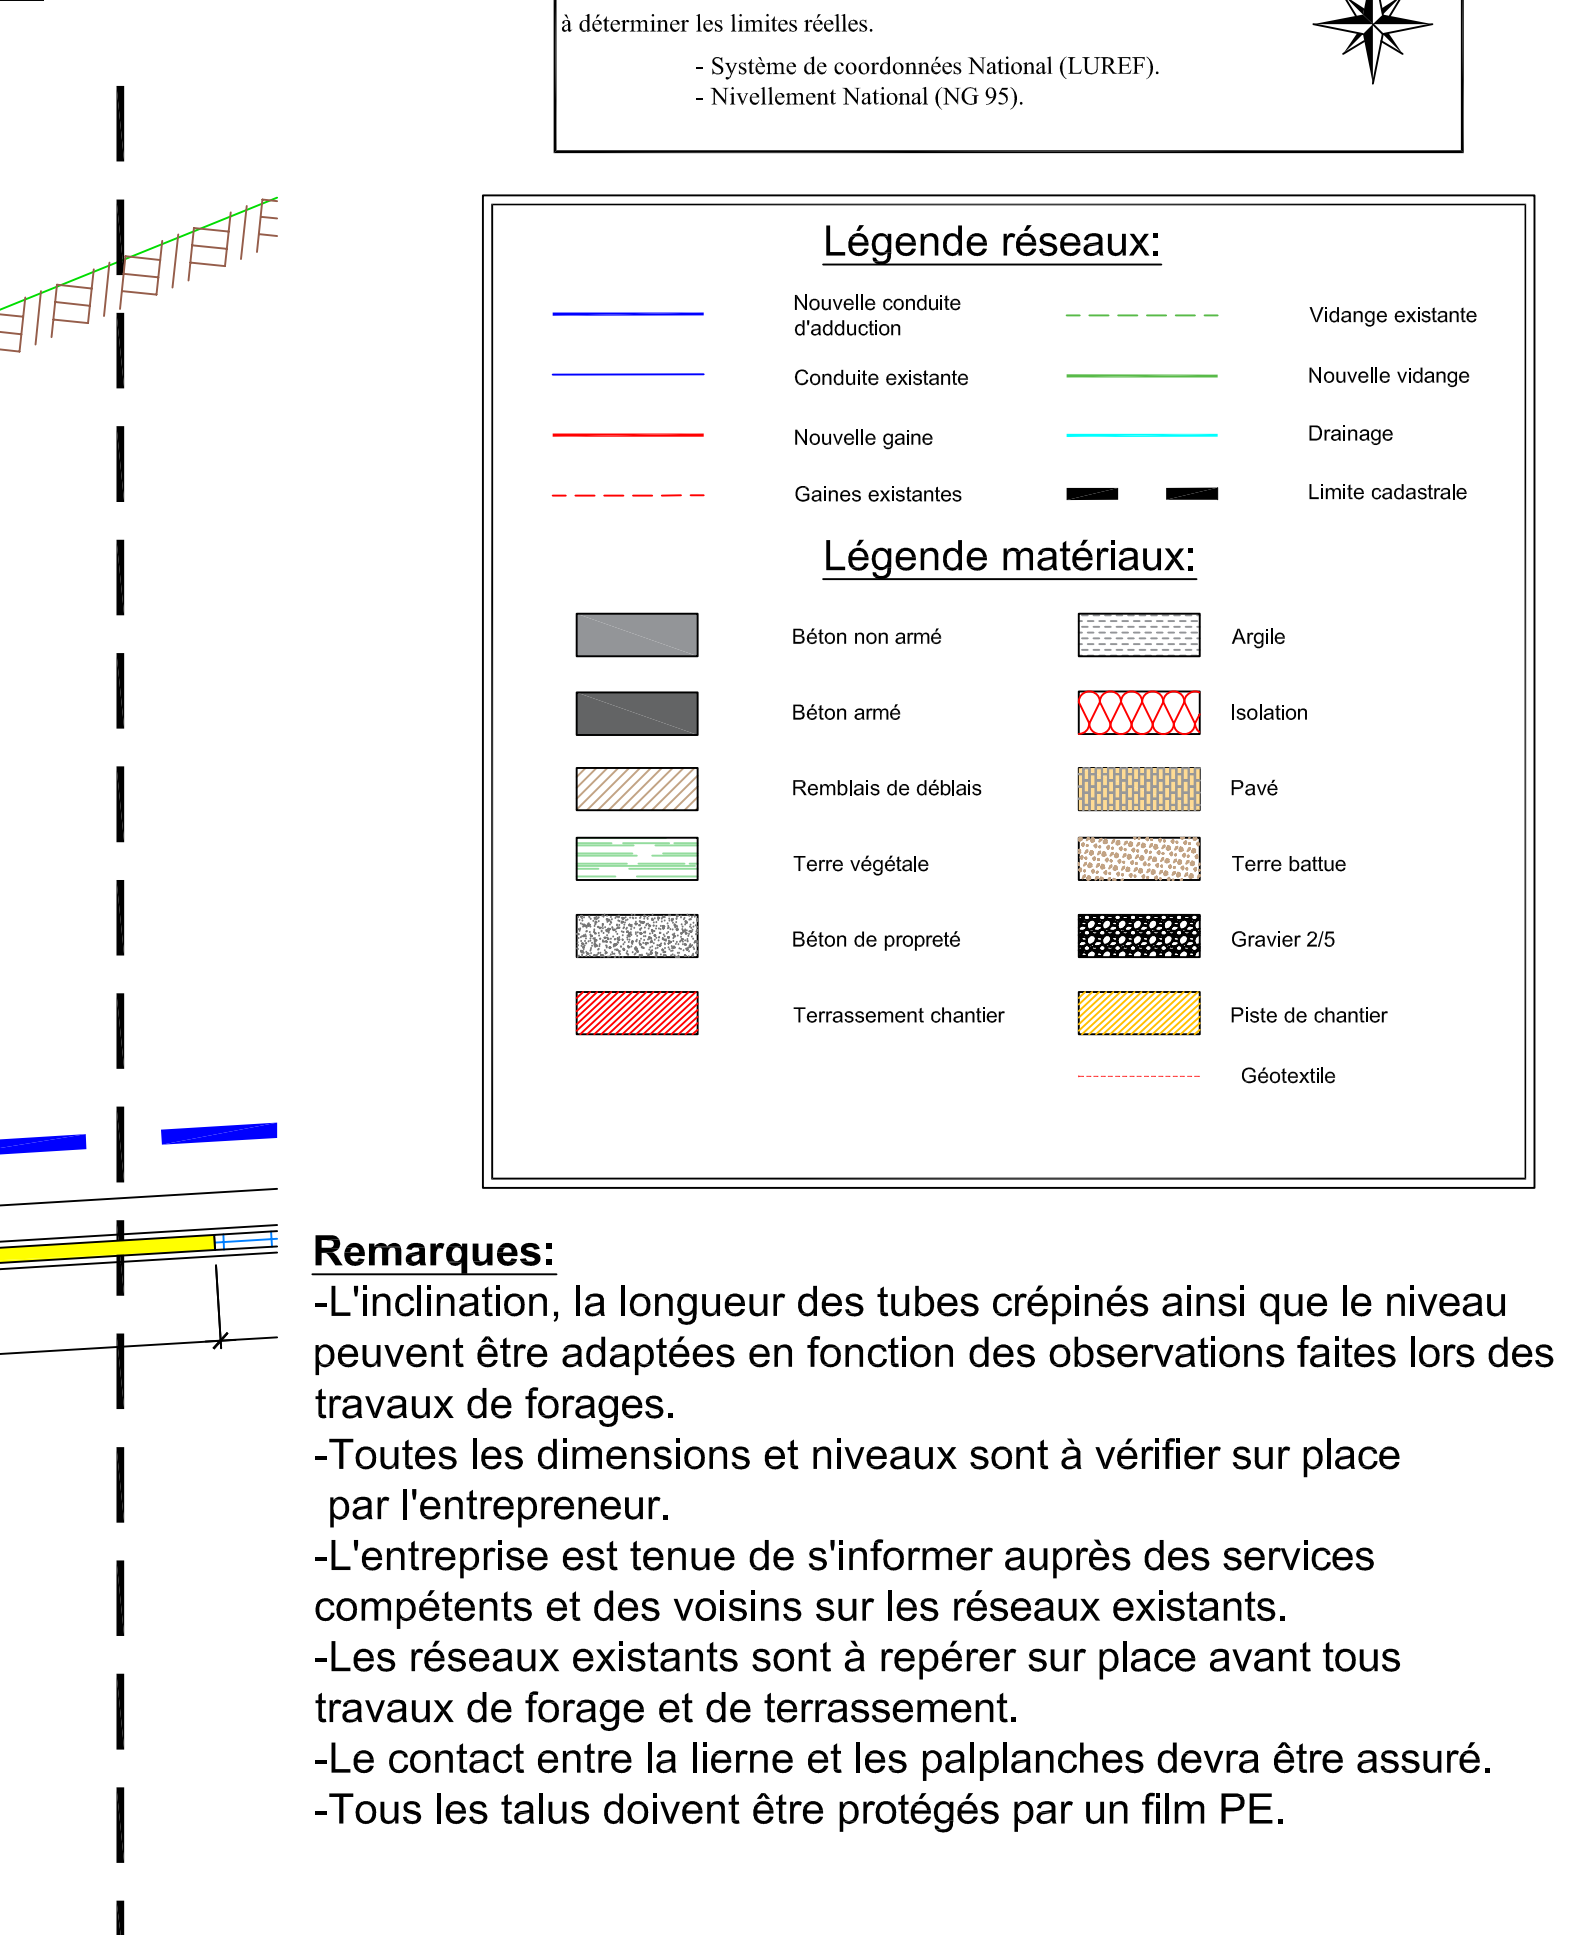 à déterminer les limites réelles.
- Système de coordonnées National (LUREF).
- Nivellement National (NG 95).
Légende réseaux:
Nouvelle conduite
d'adduction
Vidange existante
Conduite existante
Nouvelle vidange
Nouvelle gaine
Drainage
Gaines existantes
Limite cadastrale
Légende matériaux:
Béton non armé
Argile
Béton armé
Isolation
Remblais de déblais
Pavé
Terre végétale
Terre battue
Béton de propreté
Gravier 2/5
Terrassement chantier
Piste de chantier
Géotextile
Remarques:
-L'inclination, la longueur des tubes crépinés ainsi que le niveau
peuvent être adaptées en fonction des observations faites lors des
travaux de forages.
-Toutes les dimensions et niveaux sont à vérifier sur place
par l'entrepreneur.
-L'entreprise est tenue de s'informer auprès des services
compétents et des voisins sur les réseaux existants.
-Les réseaux existants sont à repérer sur place avant tous
travaux de forage et de terrassement.
-Le contact entre la lierne et les palplanches devra être assuré.
-Tous les talus doivent être protégés par un film PE.